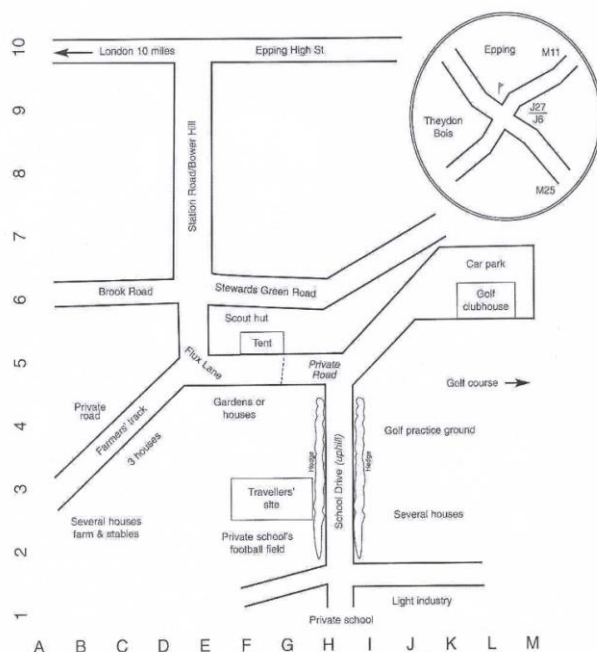 10
London 10 miles
Epping High St
Epping
M11
J27
J6
Theydon
Bois
M25
9
Station Road/Bower Hill
8
7
Car park
Brook Road
Stewards Green Road
6
Golf
clubhouse
Scout hut
Tent
5
Flux Lane
Private
Road
Golf course
Private
road
Farmers' track
3 houses
Gardens or
houses
4
Hedge
School Drive (uphill)
Hedge
Golf practice ground
3
Travellers'
site
Several houses
Several houses
farm & stables
2
Private school's
football field
Light industry
1
Private school
A B C D E F G H I J K L M